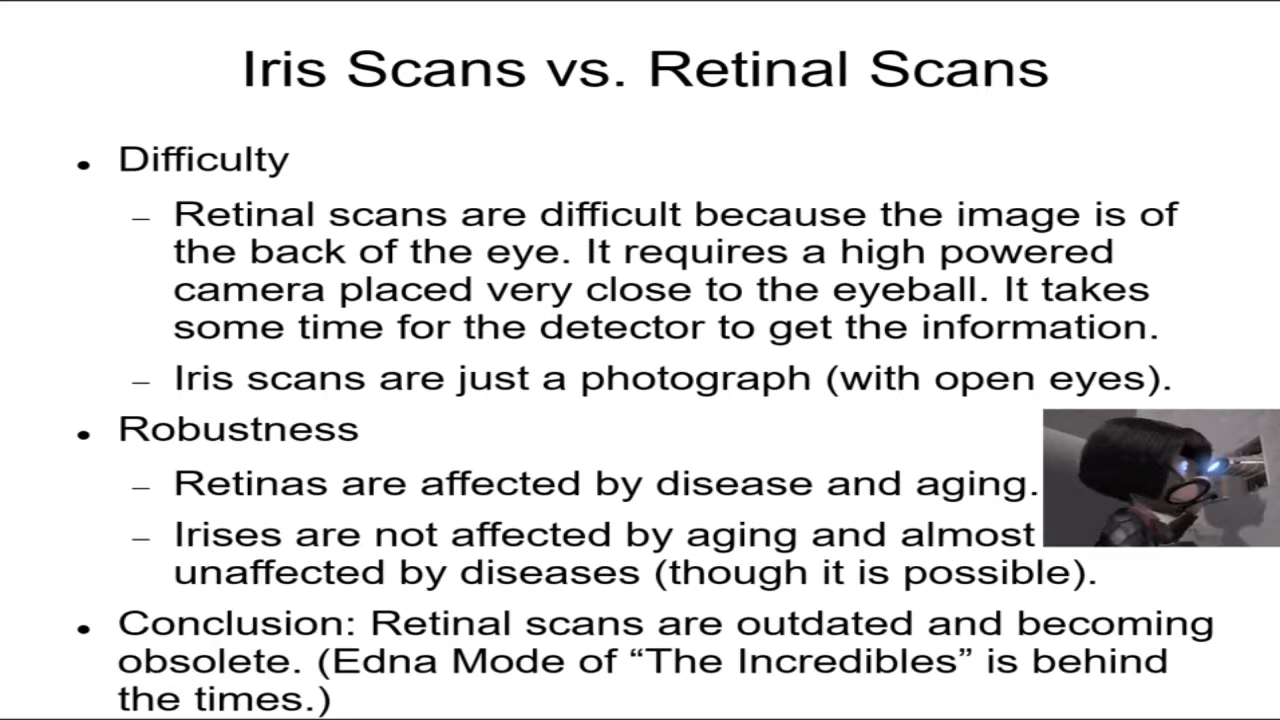 Iris Scans vs. Retinal Scans
• Difficulty
– Retinal scans are difficult because the image is of
the back of the eye. It requires a high powered
camera placed very close to the eyeball. It takes
some time for the detector to get the information.
– Iris scans are just a photograph (with open eyes).
• Robustness
– Retinas are affected by disease and aging.
– Irises are not affected by aging and almost
unaffected by diseases (though it is possible).
• Conclusion: Retinal scans are outdated and becoming
obsolete. (Edna Mode of “The Incredibles” is behind
the times.)